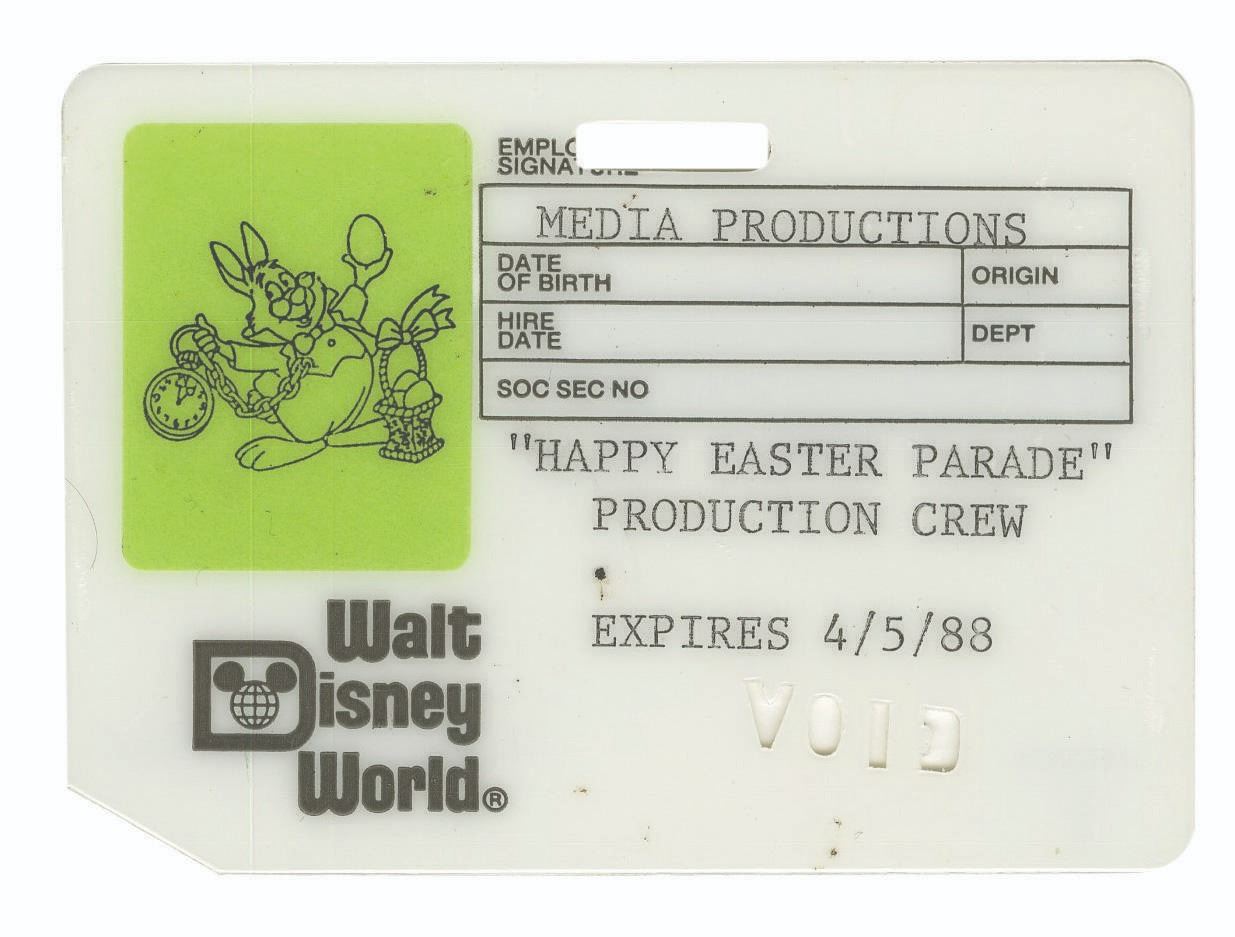 EMPLO
SIGNATURE
MEDIA PRODUCTIONS
DATE
OF BIRTH
ORIGIN
HIRE
DATE
DEPT
SOC SEC NO
"HAPPY EASTER PARADE"
PRODUCTION CREW
EXPIRES 4/5/88
VOID
Walt
Disney
World®